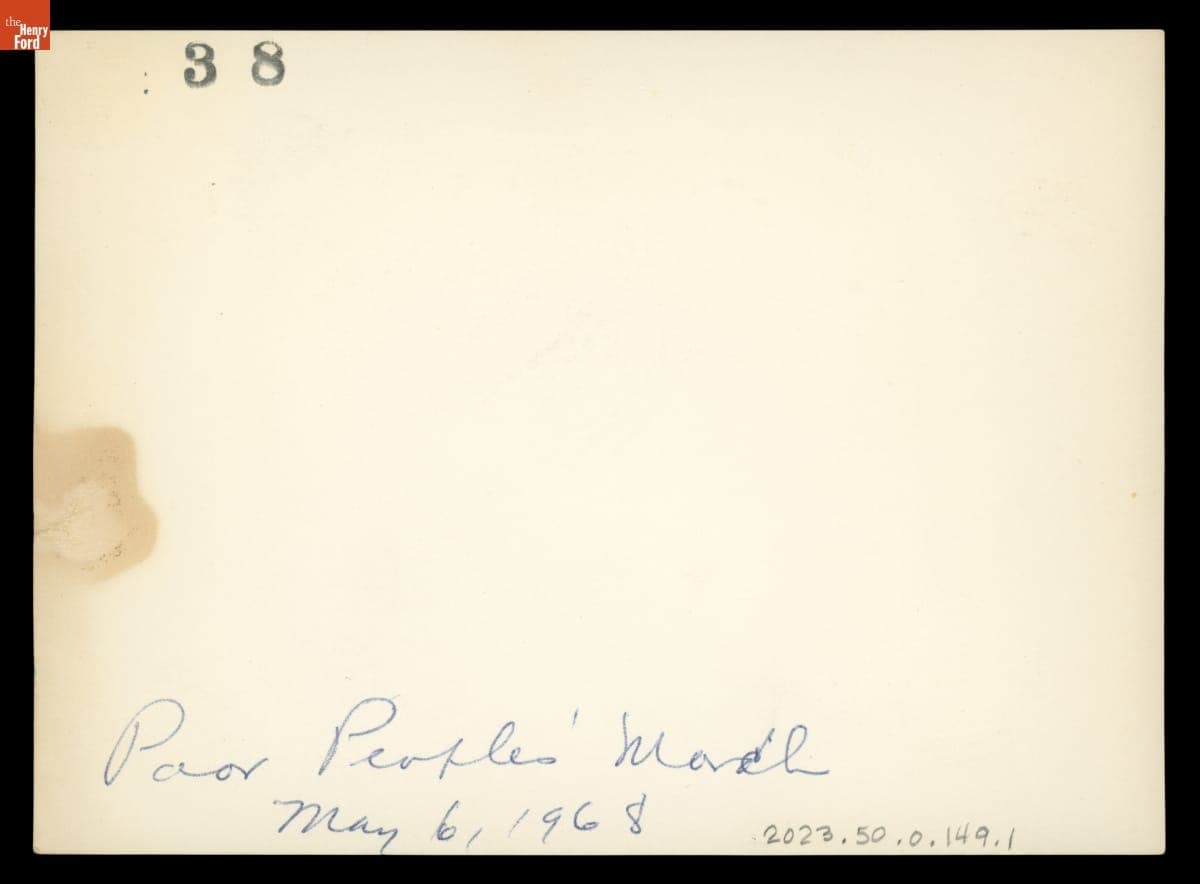 the
Henry
Ford
38
Poor Peoples' March
May 6, 1968
2023.50.0.149.1